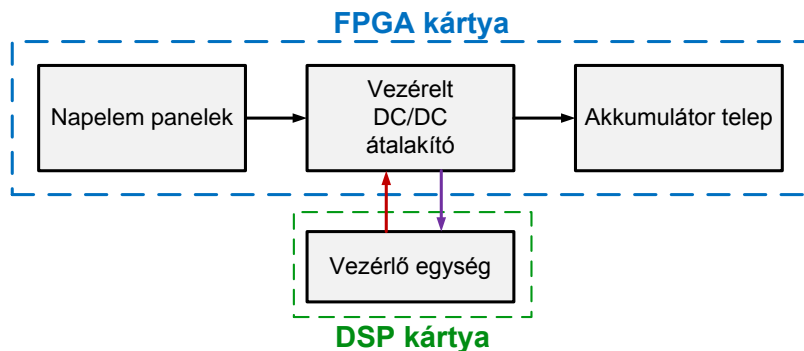 FPGA kártya
Napelem panelek
Vezérelt
DC/DC
átalakító
Akkumulátor telep
Vezérlő egység
DSP kártya